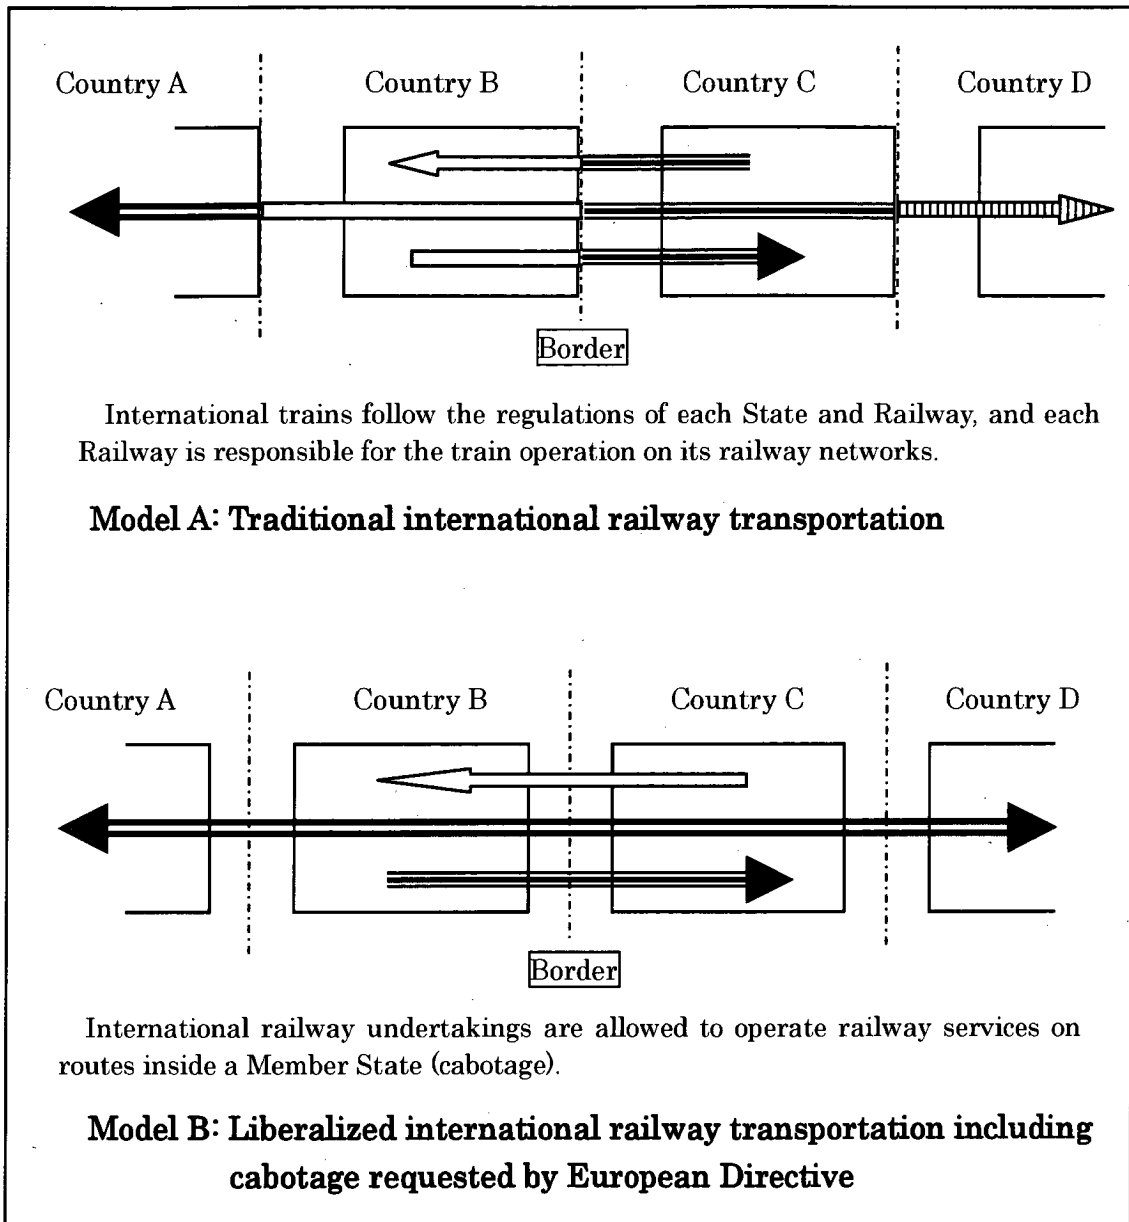 Country A Country B Country C Country D
Border
International trains follow the regulations of each State and Railway, and each
Railway is responsible for the train operation on its railway networks.
Model A: Traditional international railway transportation
Country A Country B Country C Country D
Border
International railway undertakings are allowed to operate railway services on
routes inside a Member State (cabotage).
Model B: Liberalized international railway transportation including
cabotage requested by European Directive